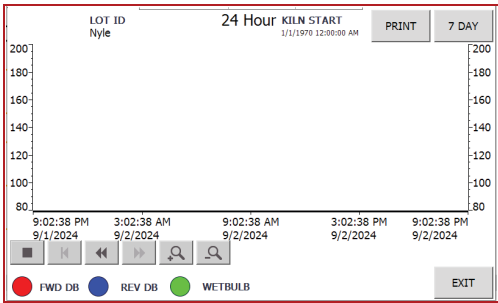 LOT ID
Nyle
24 Hour
KILN START
1/1/1970 12:00:00 AM
PRINT
7 DAY
200 200
180 180
160 160
140 140
120 120
100 100
80 80
9:02:38 PM 3:02:38 AM 9:02:38 AM 3:02:38 PM 9:02:38 PM
9/1/2024 9/2/2024 9/2/2024 9/2/2024 9/2/2024
FWD DB REV DB WETBULB
EXIT